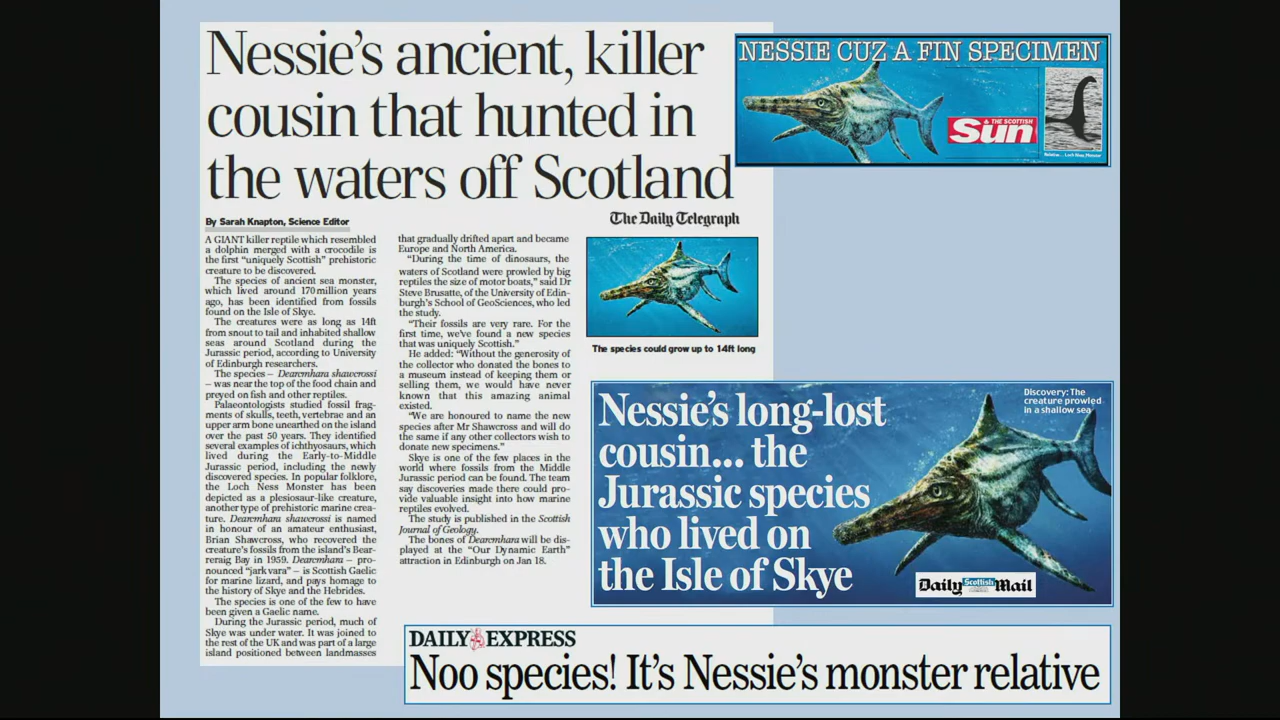 Nessie's ancient, killer
cousin that hunted in
the waters off Scotland
By Sarah Knapton, Science Editor
The Daily Telegraph
A GIANT killer reptile which resembled
a dolphin merged with a crocodile is
the first “uniquely Scottish” prehistoric
creature to be discovered.
The species of ancient sea monster,
which lived around 170 million years
ago, has been identified from fossils
found on the Isle of Skye.
The creatures were as long as 14ft
from snout to tail and inhabited shallow
seas around Scotland during the
Jurassic period, according to University
of Edinburgh researchers.
The species – Dearcmhara shawcrossi
– was near the top of the food chain and
preyed on fish and other reptiles.
Palaeontologists studied fossil frag-
ments of skulls, teeth, vertebrae and an
upper arm bone unearthed on the island
over the past 50 years. They identified
several examples of ichthyosaurs, which
lived during the Early-to-Middle
Jurassic period, including the newly
discovered species. In popular folklore,
the Loch Ness Monster has been
depicted as a plesiosaur-like creature,
another type of prehistoric marine crea-
ture. Dearcmhara shawcrossi is named
in honour of an amateur enthusiast,
Brian Shawcross, who recovered the
creature's fossils from the island's Bear-
reraig Bay in 1959. Dearcmhara – pro-
nounced “jark vara” – is Scottish Gaelic
for marine lizard, and pays homage to
the history of Skye and the Hebrides.
The species is one of the few to have
been given a Gaelic name.
During the Jurassic period, much of
Skye was under water. It was joined to
the rest of the UK and was part of a large
island positioned between landmasses
that gradually drifted apart and became
Europe and North America.
“During the time of dinosaurs, the
waters of Scotland were prowled by big
reptiles the size of motor boats,” said Dr
Steve Brusatte, of the University of Edin-
burgh's School of GeoSciences, who led
the study.
“Their fossils are very rare. For the
first time, we've found a new species
that was uniquely Scottish.”
He added: “Without the generosity of
the collector who donated the bones to
a museum instead of keeping them or
selling them, we would have never
known that this amazing animal
existed.
“We are honoured to name the new
species after Mr Shawcross and will do
the same if any other collectors wish to
donate new specimens.”
Skye is one of the few places in the
world where fossils from the Middle
Jurassic period can be found. The team
say discoveries made there could pro-
vide valuable insight into how marine
reptiles evolved.
The study is published in the Scottish
Journal of Geology.
The bones of Dearcmhara will be dis-
played at the “Our Dynamic Earth”
attraction in Edinburgh on Jan 18.
The species could grow up to 14ft long
NESSIE CUZ A FIN SPECIMEN
THE SCOTTISH
Sun
Relative... Loch Ness Monster
Nessie's long-lost
cousin... the
Jurassic species
who lived on
the Isle of Skye
Discovery: The
creature prowled
in a shallow sea
Daily Scottish Mail
DAILY EXPRESS
Noo species! It's Nessie's monster relative